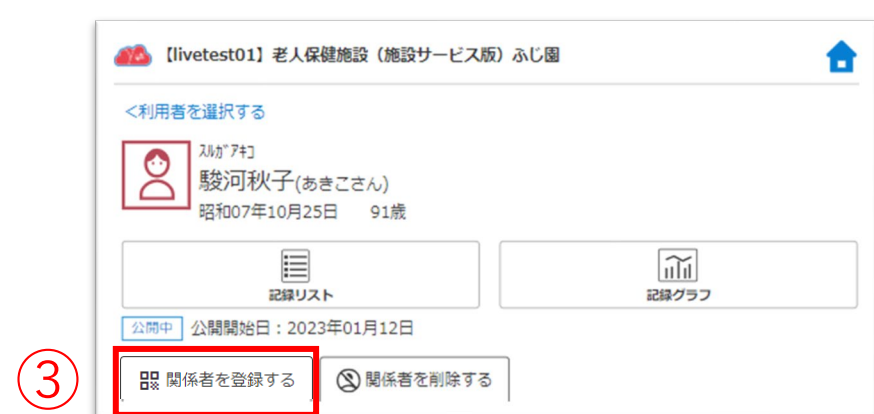 【livetest01】老人保健施設（施設サービス版）ふじ園
＜利用者を選択する
ｽﾙｶﾞｱｷｺ
駿河秋子(あきこさん)
昭和07年10月25日 91歳
記録リスト
記録グラフ
公開中 公開開始日：2023年01月12日
③ 関係者を登録する 関係者を削除する